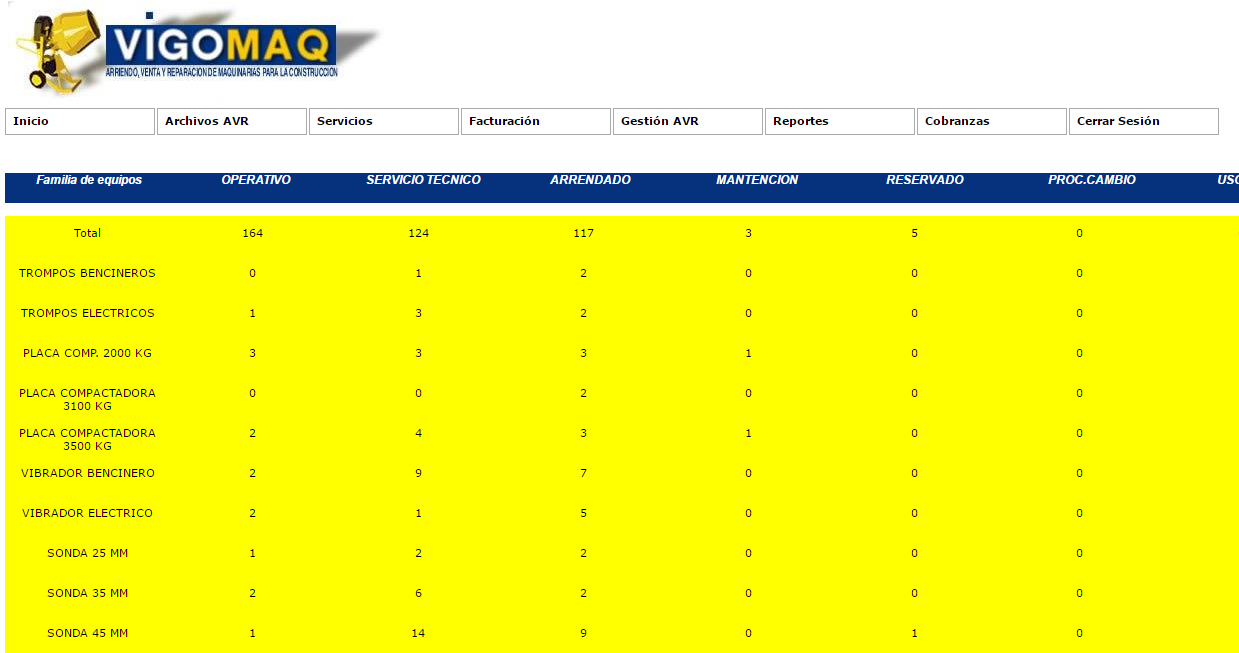 VIGOMAQ
ARRIENDO, VENTA Y REPARACION DE MAQUINARIAS PARA LA CONSTRUCCION
Inicio Archivos AVR Servicios Facturación Gestión AVR Reportes Cobranzas Cerrar Sesión
Familia de equipos OPERATIVO SERVICIO TECNICO ARRENDADO MANTENCION RESERVADO PROC.CAMBIO
Total 164 124 117 3 5 0
TROMPOS BENCINEROS 0 1 2 0 0 0
TROMPOS ELECTRICOS 1 3 2 0 0 0
PLACA COMP. 2000 KG 3 3 3 1 0 0
PLACA COMPACTADORA 0 0 2 0 0 0
3100 KG
PLACA COMPACTADORA 2 4 3 1 0 0
3500 KG
VIBRADOR BENCINERO 2 9 7 0 0 0
VIBRADOR ELECTRICO 2 1 5 0 0 0
SONDA 25 MM 1 2 2 0 0 0
SONDA 35 MM 2 6 2 0 0 0
SONDA 45 MM 1 14 9 0 1 0